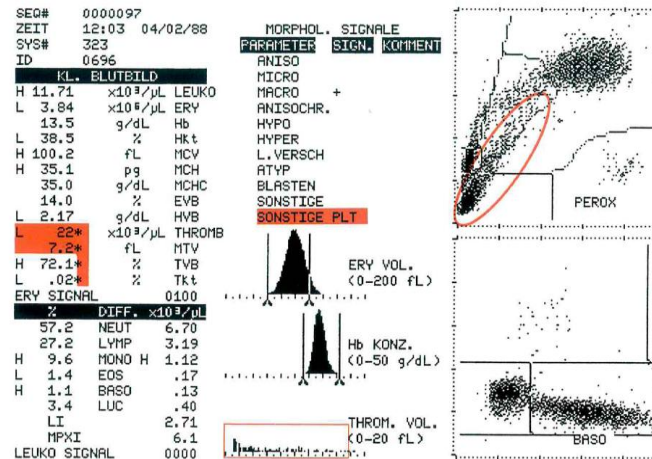 SEQ# 0000097
ZEIT 12:03 04/02/88
SYS# 323
ID 0696
KL. BLUTBILD
H 11.71 x10³/µL LEUKO
L 3.84 x10⁶/µL ERY
13.5 g/dL Hb
L 38.5 % Hkt
H 100.2 fL MCV
H 35.1 pg MCH
35.0 g/dL MCHC
14.0 % EVB
L 2.17 g/dL HVB
L 22* x10³/µL THROMB
7.2* fL MTV
H 72.1* % TVB
L .02* % Tkt
ERY SIGNAL 0100
% DIFF. x10³/µL
57.2 NEUT 6.70
27.2 LYMP 3.19
H 9.6 MONO H 1.12
L 1.4 EOS .17
H 1.1 BASO .13
3.4 LUC .40
LI 2.71
MPXI 6.1
LEUKO SIGNAL 0000
MORPHOL. SIGNALE
PARAMETER SIGN. KOMMENT
ANISO
MICRO
MACRO +
ANISOCHR.
HYPO
HYPER
L.VERSCH
ATYP
BLASTEN
SONSTIGE
SONSTIGE PLT
ERY VOL.
(0-200 fL)
Hb KONZ.
(0-50 g/dL)
THROM. VOL.
(0-20 fL)
PEROX
BASO